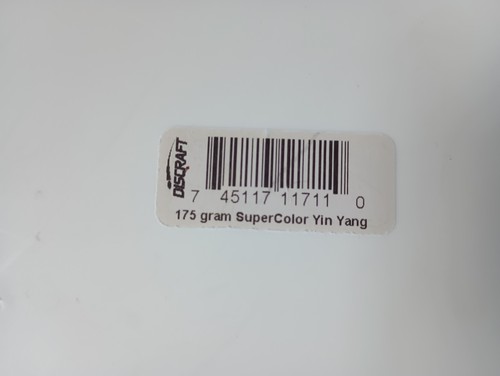 DISCRAFT
7 45117 11711 0
175 gram SuperColor Yin Yang